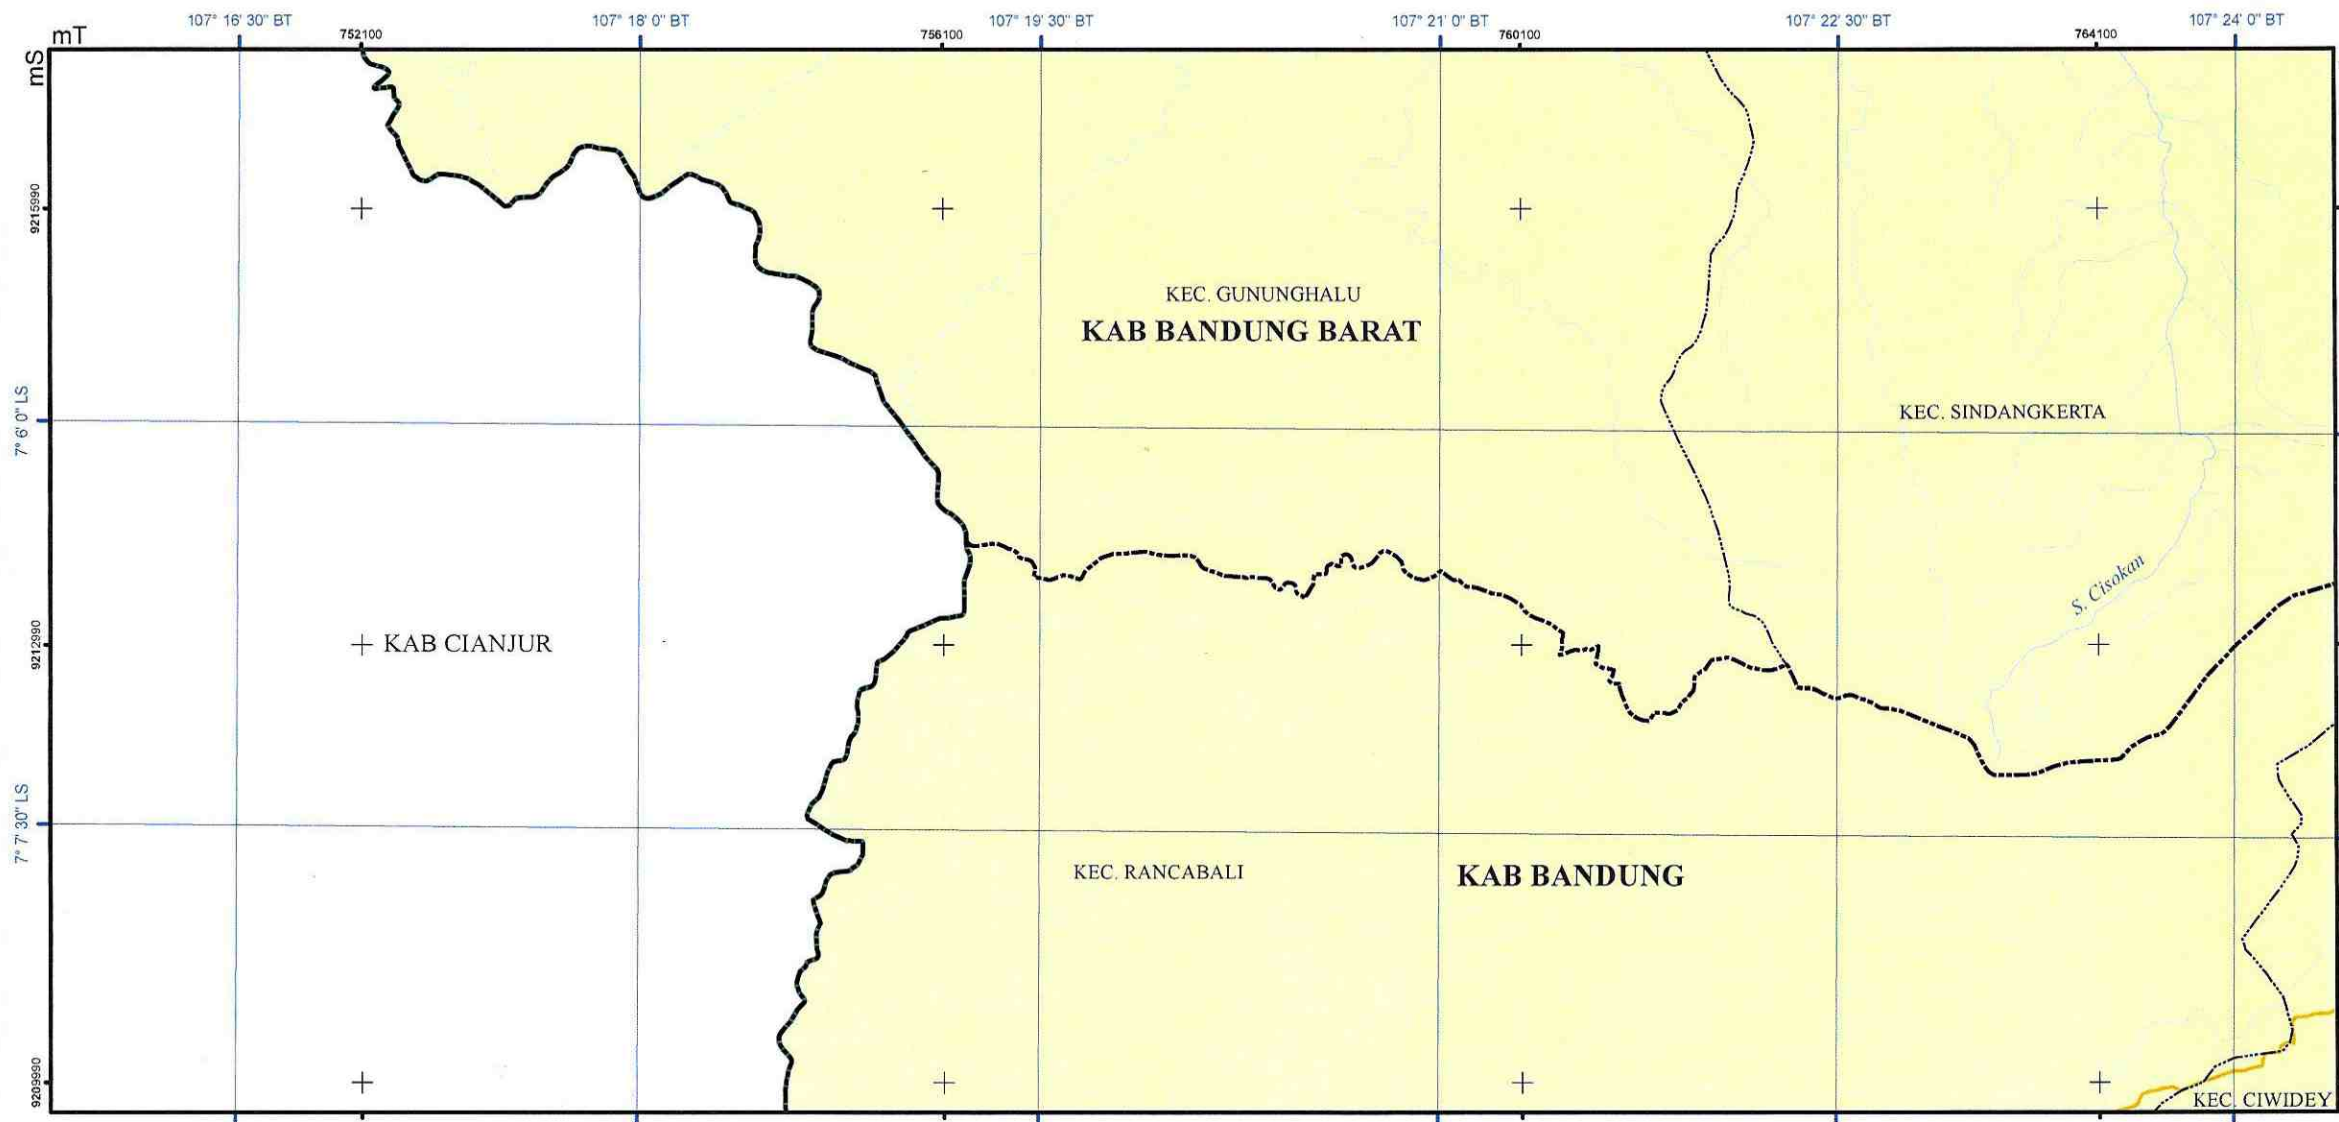 107° 16' 30" BT
107° 18' 0" BT
107° 19' 30" BT
107° 21' 0" BT
107° 22' 30" BT
107° 24' 0" BT
mT
752100
756100
760100
764100
mS
9215990
KEC. GUNUNGHALU
KAB BANDUNG BARAT
7° 6' 0" LS
KEC. SINDANGKERTA
S. Cisokan
9212990
KAB CIANJUR
7° 7' 30" LS
KEC. RANCABALI
KAB BANDUNG
9209990
KEC. CIWIDEY